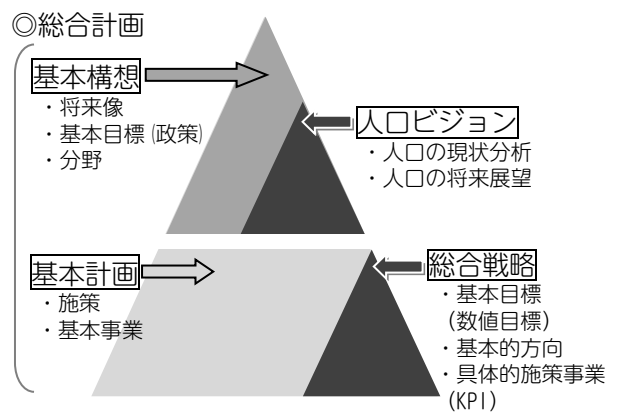 ◎総合計画
基本構想
・将来像
・基本目標(政策)
・分野
人口ビジョン
・人口の現状分析
・人口の将来展望
基本計画
・施策
・基本事業
総合戦略
・基本目標
(数値目標)
・基本的方向
・具体的施策事業
(KPI)